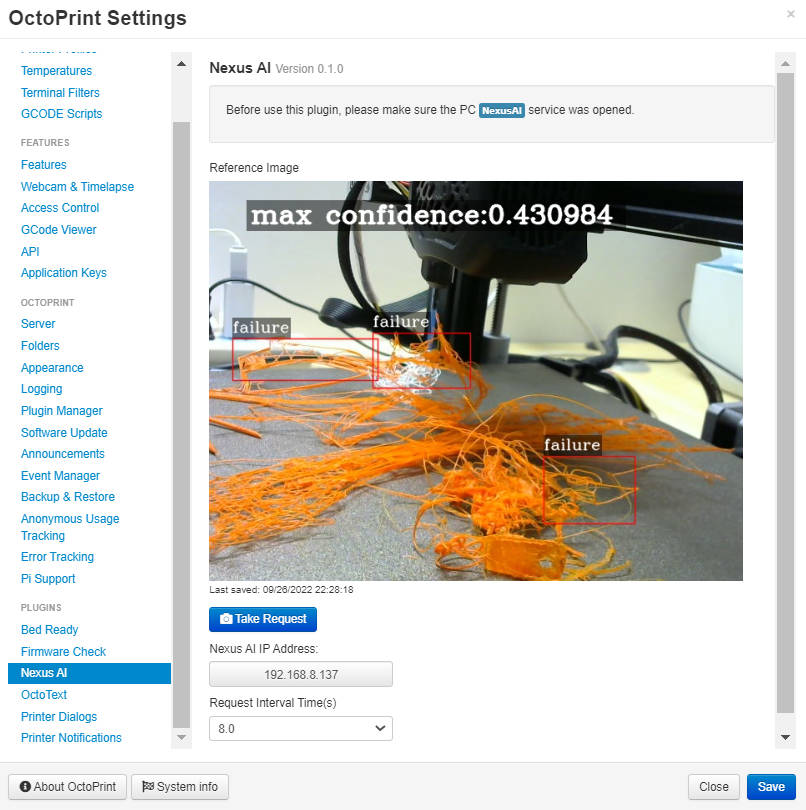 OctoPrint Settings
×
Temperatures
Terminal Filters
GCODE Scripts
FEATURES
Features
Webcam & Timelapse
Access Control
GCode Viewer
API
Application Keys
OCTOPRINT
Server
Folders
Appearance
Logging
Plugin Manager
Software Update
Announcements
Event Manager
Backup & Restore
Anonymous Usage
Tracking
Error Tracking
Pi Support
PLUGINS
Bed Ready
Firmware Check
Nexus AI
OctoText
Printer Dialogs
Printer Notifications
Nexus AI Version 0.1.0
Before use this plugin, please make sure the PC NexusAI service was opened.
Reference Image
max confidence:0.430984
failure
failure
failure
Last saved: 09/26/2022 22:28:18
Take Request
Nexus AI IP Address:
192.168.8.137
Request Interval Time(s)
8.0
About OctoPrint
System info
Close
Save